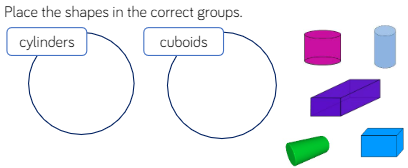 Place the shapes in the correct groups.
cylinders
cuboids